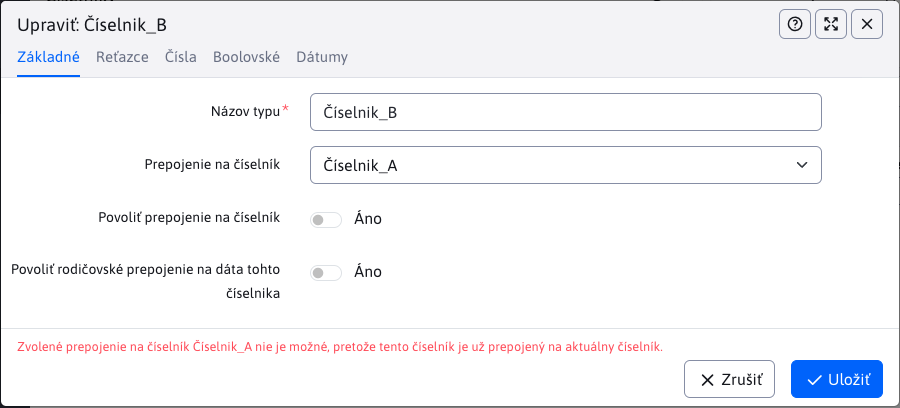 Upraviť: Číselnik_B
Základné Reťazce Čísla Boolovské Dátumy
Názov typu*
Číselnik_B
Prepojenie na číselník
Číselnik_A
Povoliť prepojenie na číselník
Áno
Povoliť rodičovské prepojenie na dáta tohto
číselnika
Áno
Zvolené prepojenie na číselník Číselnik_A nie je možné, pretože tento číselník je už prepojený na aktuálny číselník.
Zrušiť
Uložiť